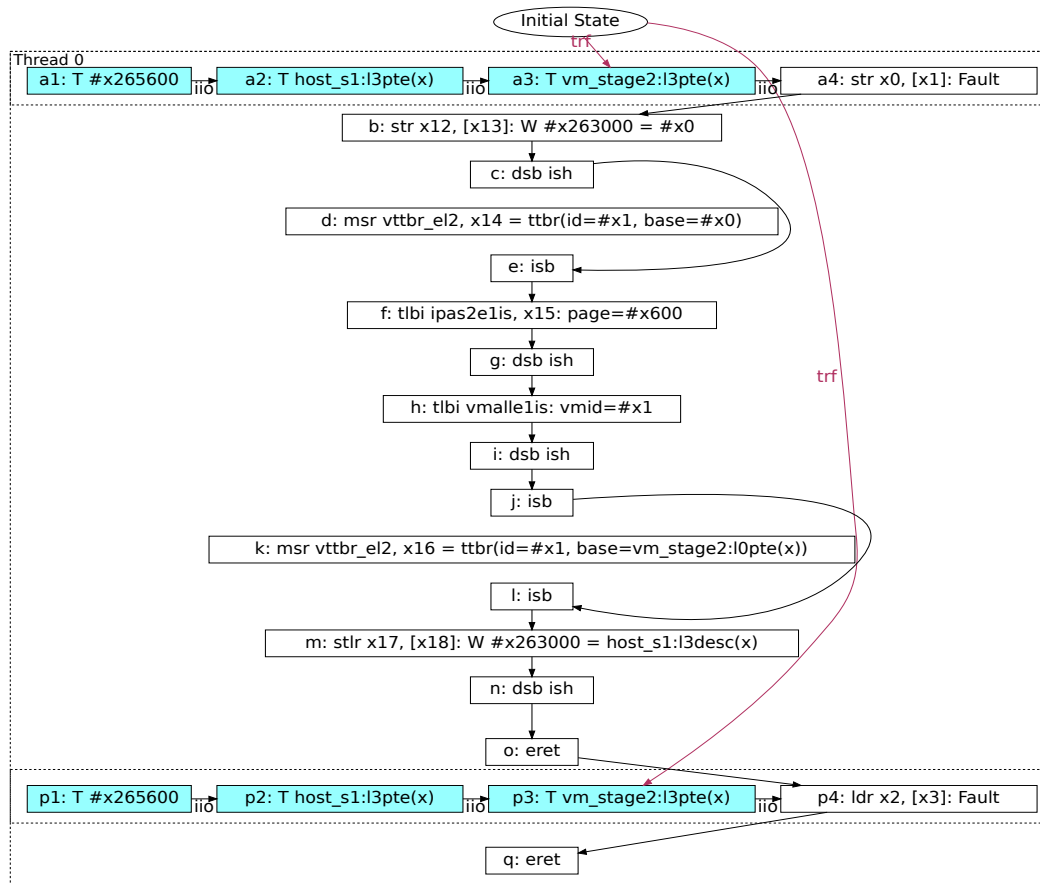 Initial State
trf
Thread 0
a1: T #x265600
iio
a2: T host_s1:l3pte(x)
iio
a3: T vm_stage2:l3pte(x)
iio
a4: str x0, [x1]: Fault
b: str x12, [x13]: W #x263000 = #x0
c: dsb ish
d: msr vttbr_el2, x14 = ttbr(id=#x1, base=#x0)
e: isb
f: tlbi ipas2e1is, x15: page=#x600
g: dsb ish
trf
h: tlbi vmalle1is: vmid=#x1
i: dsb ish
j: isb
k: msr vttbr_el2, x16 = ttbr(id=#x1, base=vm_stage2:l0pte(x))
l: isb
m: stlr x17, [x18]: W #x263000 = host_s1:l3desc(x)
n: dsb ish
o: eret
p1: T #x265600
iio
p2: T host_s1:l3pte(x)
iio
p3: T vm_stage2:l3pte(x)
iio
p4: ldr x2, [x3]: Fault
q: eret